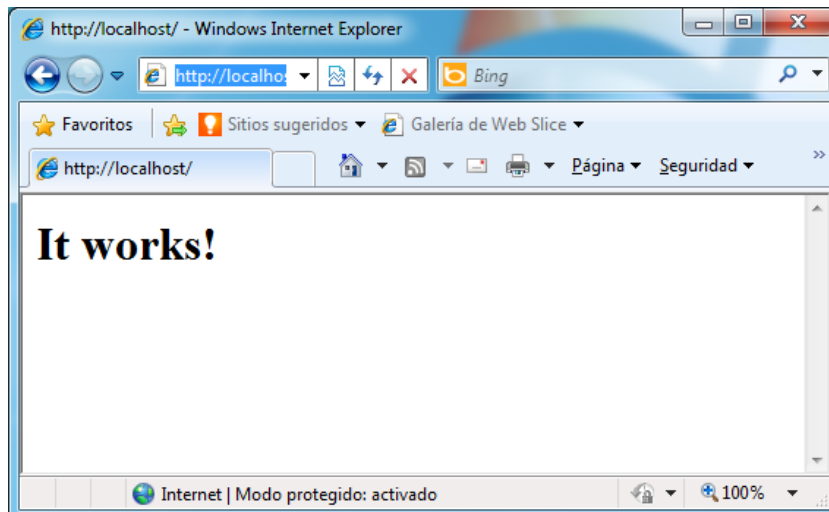 http://localhost/ - Windows Internet Explorer
http://localhos
Bing
Favoritos Sitios sugeridos Galería de Web Slice
http://localhost/ Página Seguridad »
It works!
Internet | Modo protegido: activado 100%